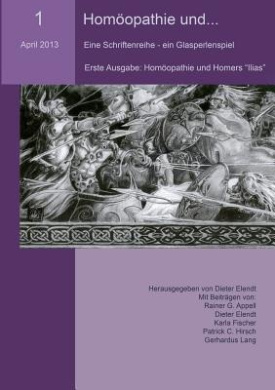 1
April 2013
Homöopathie und...
Eine Schriftenreihe - ein Glasperlenspiel
Erste Ausgabe: Homöopathie und Homers "Ilias"
Herausgegeben von Dieter Elendt
Mit Beiträgen von:
Rainer G. Appell
Dieter Elendt
Karla Fischer
Patrick C. Hirsch
Gerhardus Lang